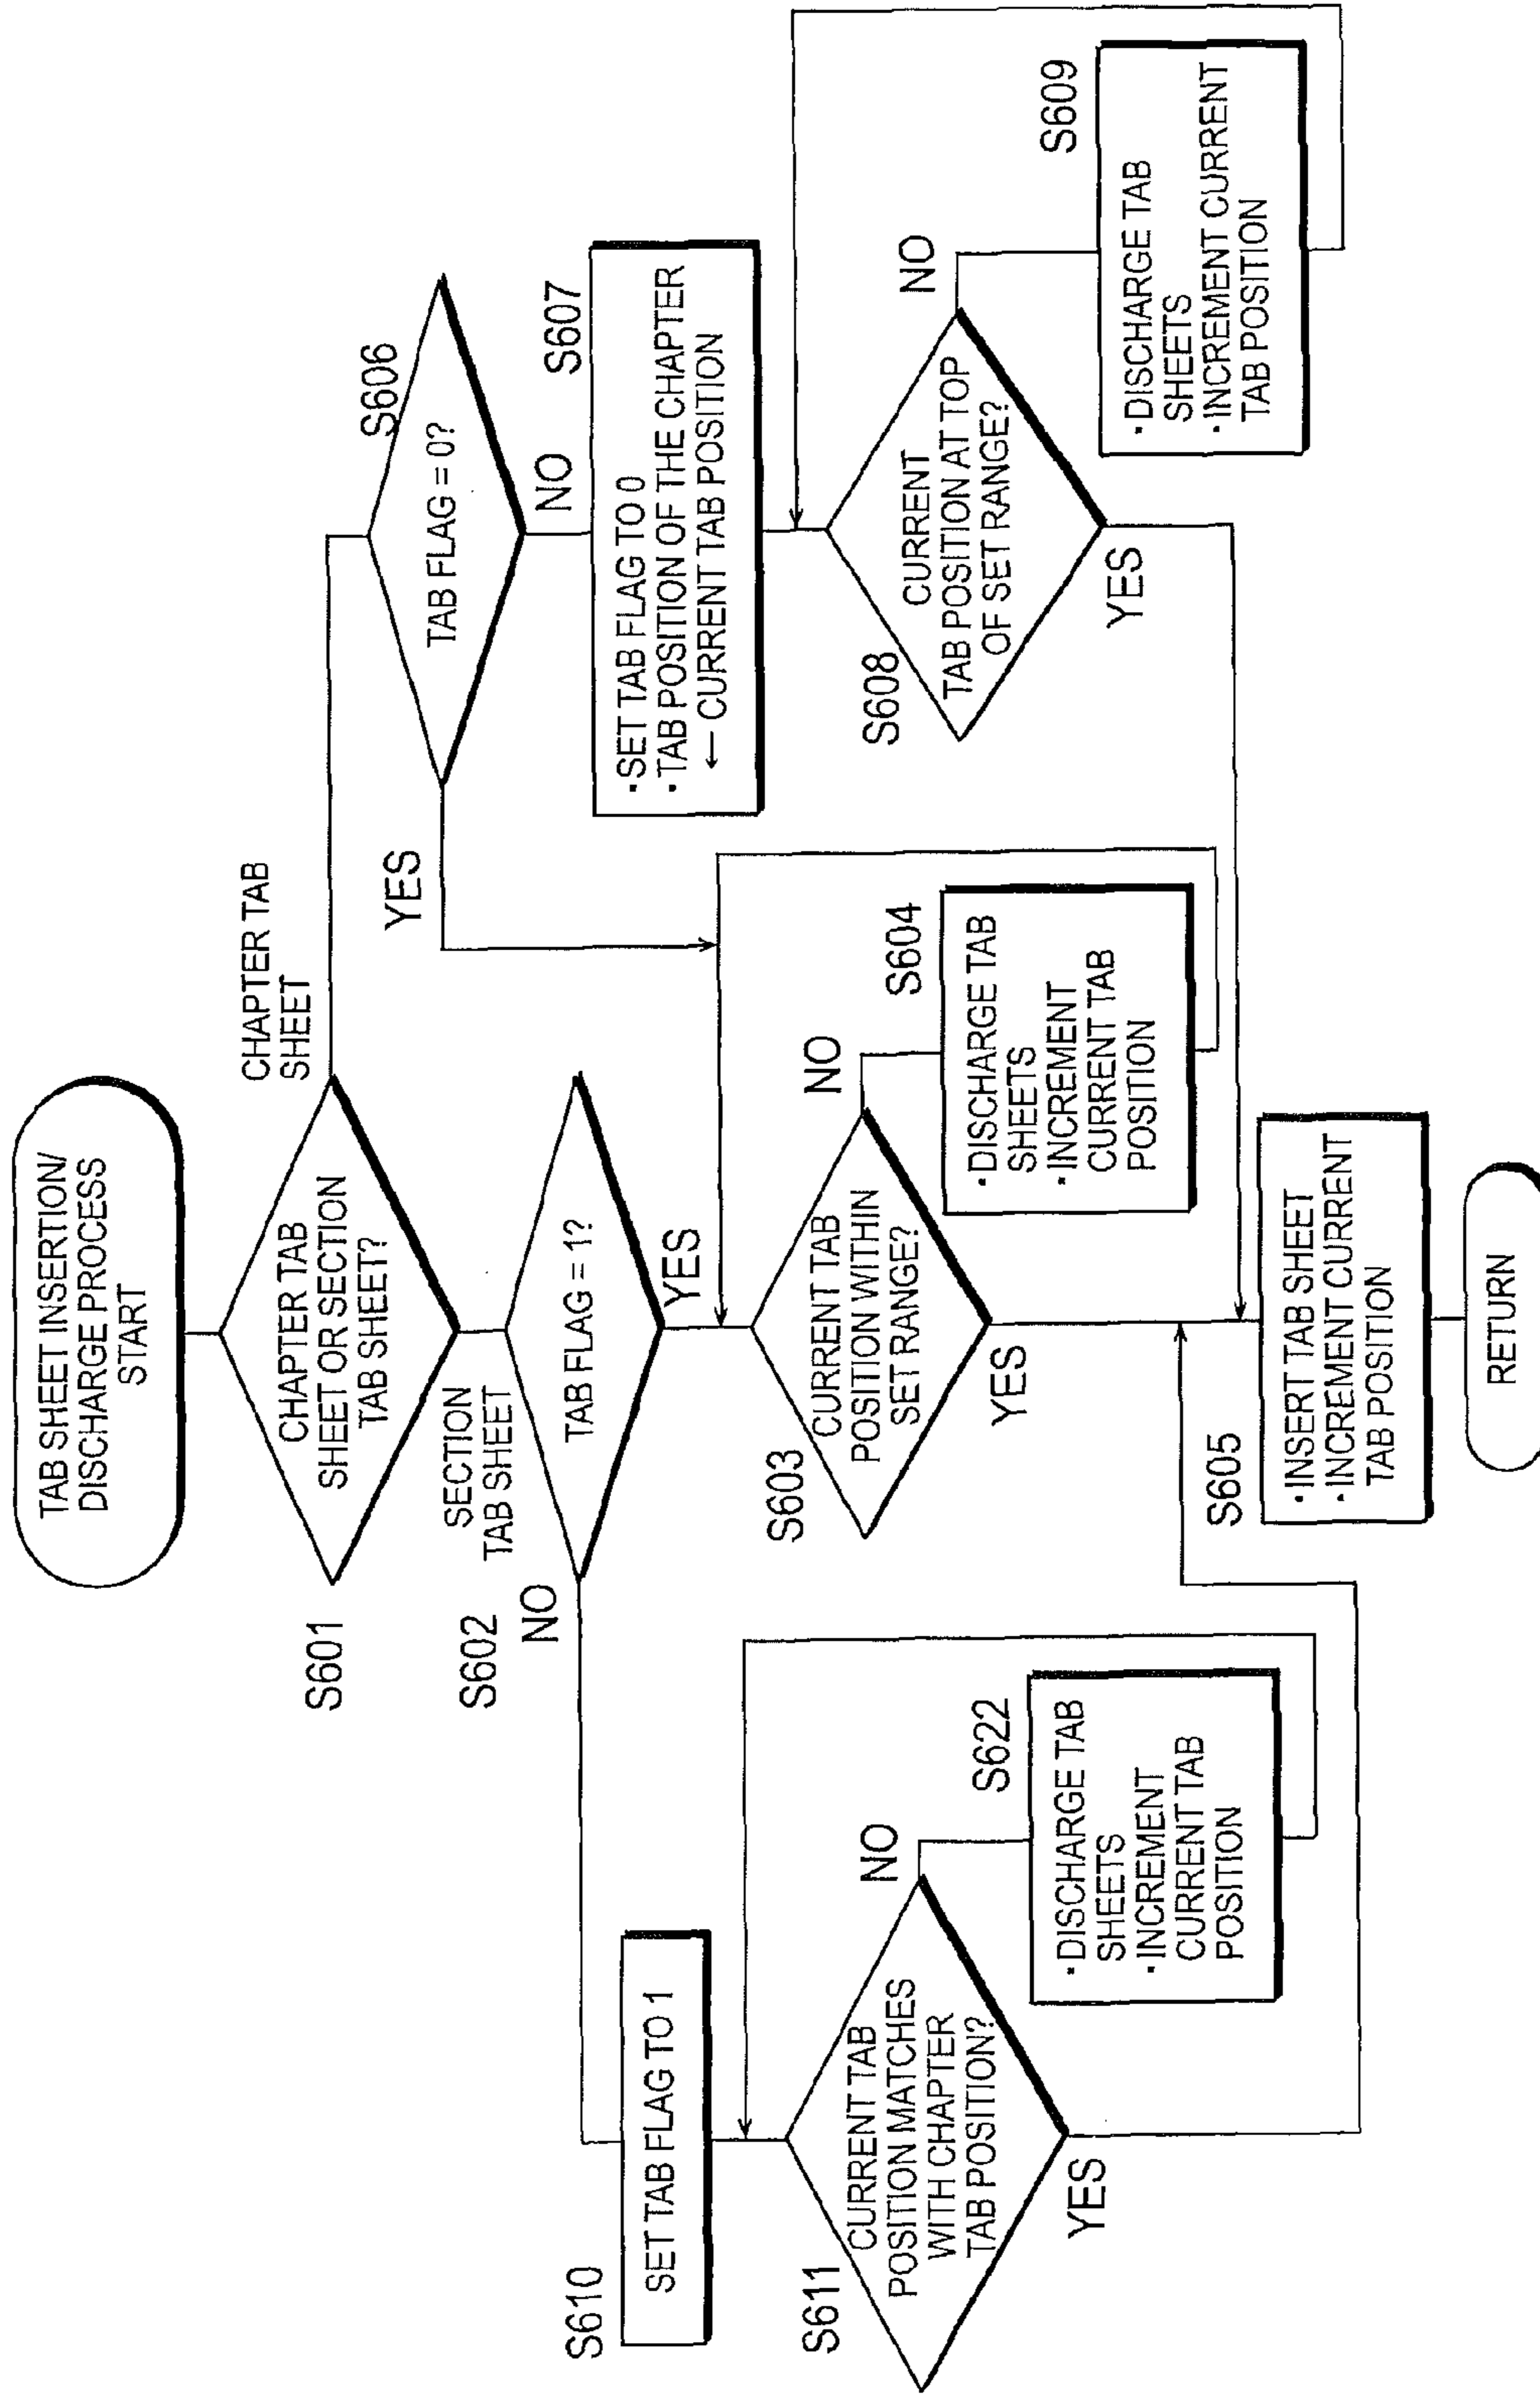 TAB SHEET INSERTION/
DISCHARGE PROCESS
START
S601
CHAPTER TAB
SHEET OR SECTION
TAB SHEET?
CHAPTER TAB
SHEET
SECTION
TAB SHEET
S602
TAB FLAG = 1?
NO
YES
S606
TAB FLAG = 0?
YES
NO
S607
·SET TAB FLAG TO 0
·TAB POSITION OF THE CHAPTER
← CURRENT TAB POSITION
S610
SET TAB FLAG TO 1
S611
CURRENT TAB
POSITION MATCHES
WITH CHAPTER
TAB POSITION?
NO
YES
S622
·DISCHARGE TAB
SHEETS
·INCREMENT
CURRENT TAB
POSITION
S603
CURRENT TAB
POSITION WITHIN
SET RANGE?
NO
YES
S604
·DISCHARGE TAB
SHEETS
·INCREMENT
CURRENT TAB
POSITION
S608
CURRENT
TAB POSITION AT TOP
OF SET RANGE?
NO
YES
S609
·DISCHARGE TAB
SHEETS
·INCREMENT CURRENT
TAB POSITION
S605
·INSERT TAB SHEET
·INCREMENT CURRENT
TAB POSITION
RETURN